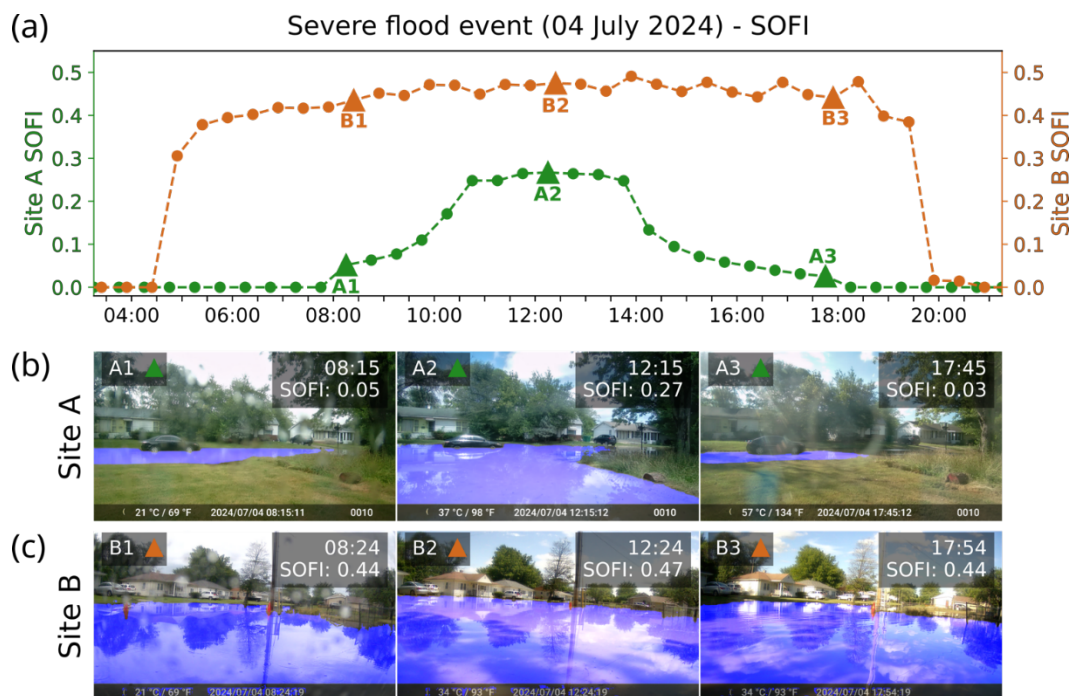 (a)
Severe flood event (04 July 2024) - SOFI
Site A SOFI
0.5
0.4
0.3
0.2
0.1
0.0
B1
B2
B3
A1
A2
A3
0.5
0.4
0.3
0.2
0.1
0.0
Site B SOFI
04:00 06:00 08:00 10:00 12:00 14:00 16:00 18:00 20:00
(b)
Site A
A1 08:15
SOFI: 0.05
21 °C / 69 °F 2024/07/04 08:15:11 0010
A2 12:15
SOFI: 0.27
37 °C / 98 °F 2024/07/04 12:15:12 0010
A3 17:45
SOFI: 0.03
57 °C / 134 °F 2024/07/04 17:45:12 0010
(c)
Site B
B1 08:24
SOFI: 0.44
21 °C / 69 °F 2024/07/04 08:24:19
B2 12:24
SOFI: 0.47
34 °C / 93 °F 2024/07/04 12:24:19
B3 17:54
SOFI: 0.44
34 °C / 93 °F 2024/07/04 17:54:19